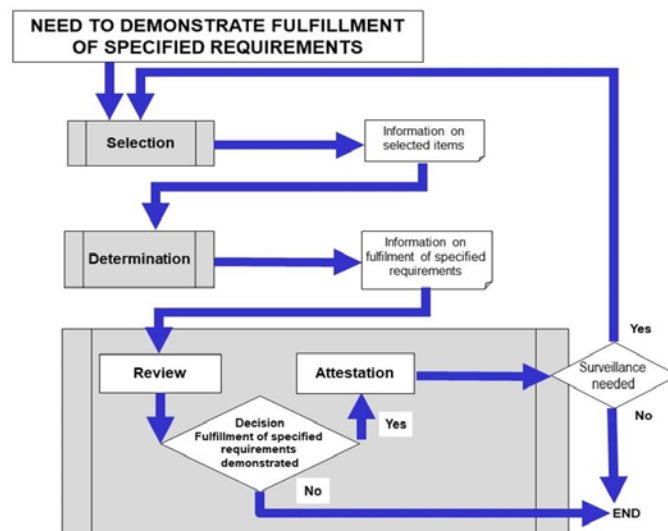 NEED TO DEMONSTRATE FULFILLMENT
OF SPECIFIED REQUIREMENTS
Selection
Information on
selected items
Determination
Information on
fulfilment of specified
requirements
Review
Attestation
Yes
Surveillance
needed
No
Decision
Fulfillment of specified
requirements
demonstrated
Yes
No
END